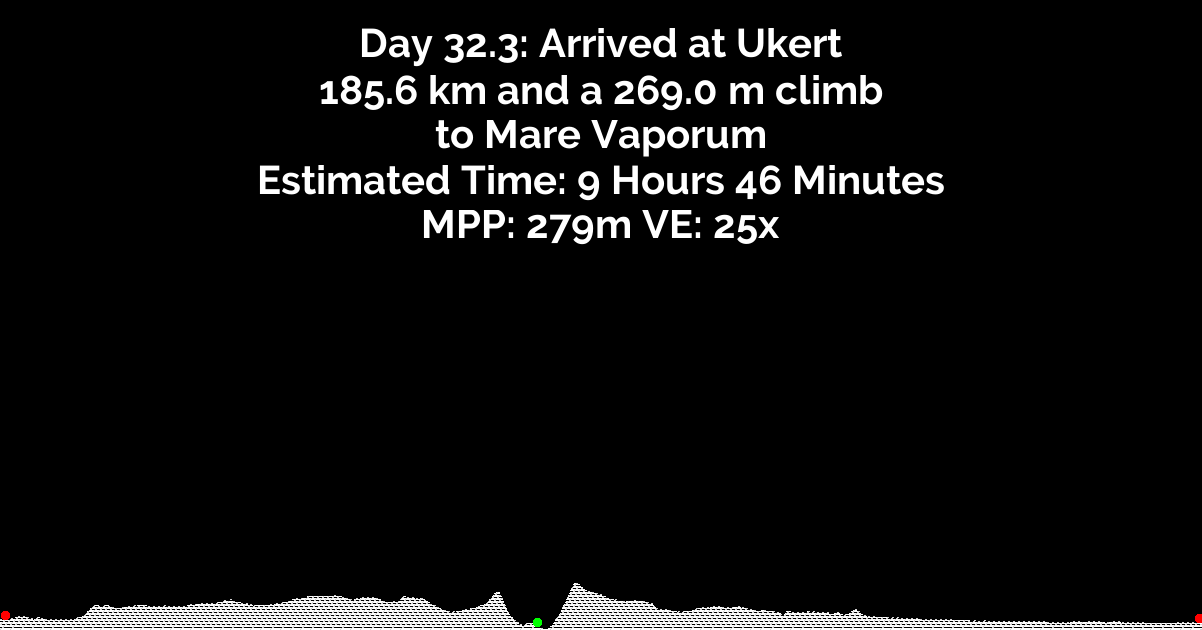 Day 32.3: Arrived at Ukert
185.6 km and a 269.0 m climb
to Mare Vaporum
Estimated Time: 9 Hours 46 Minutes
MPP: 279m VE: 25x